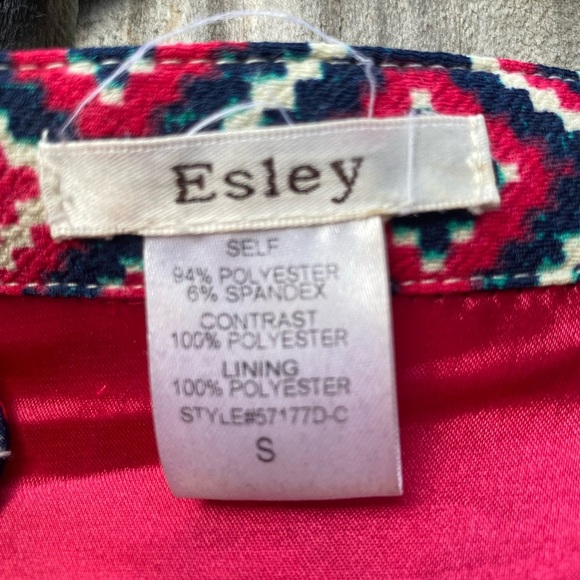 Esley
SELF
94% POLYESTER
6% SPANDEX
CONTRAST
100% POLYESTER
LINING
100% POLYESTER
STYLE#57177D-C
S